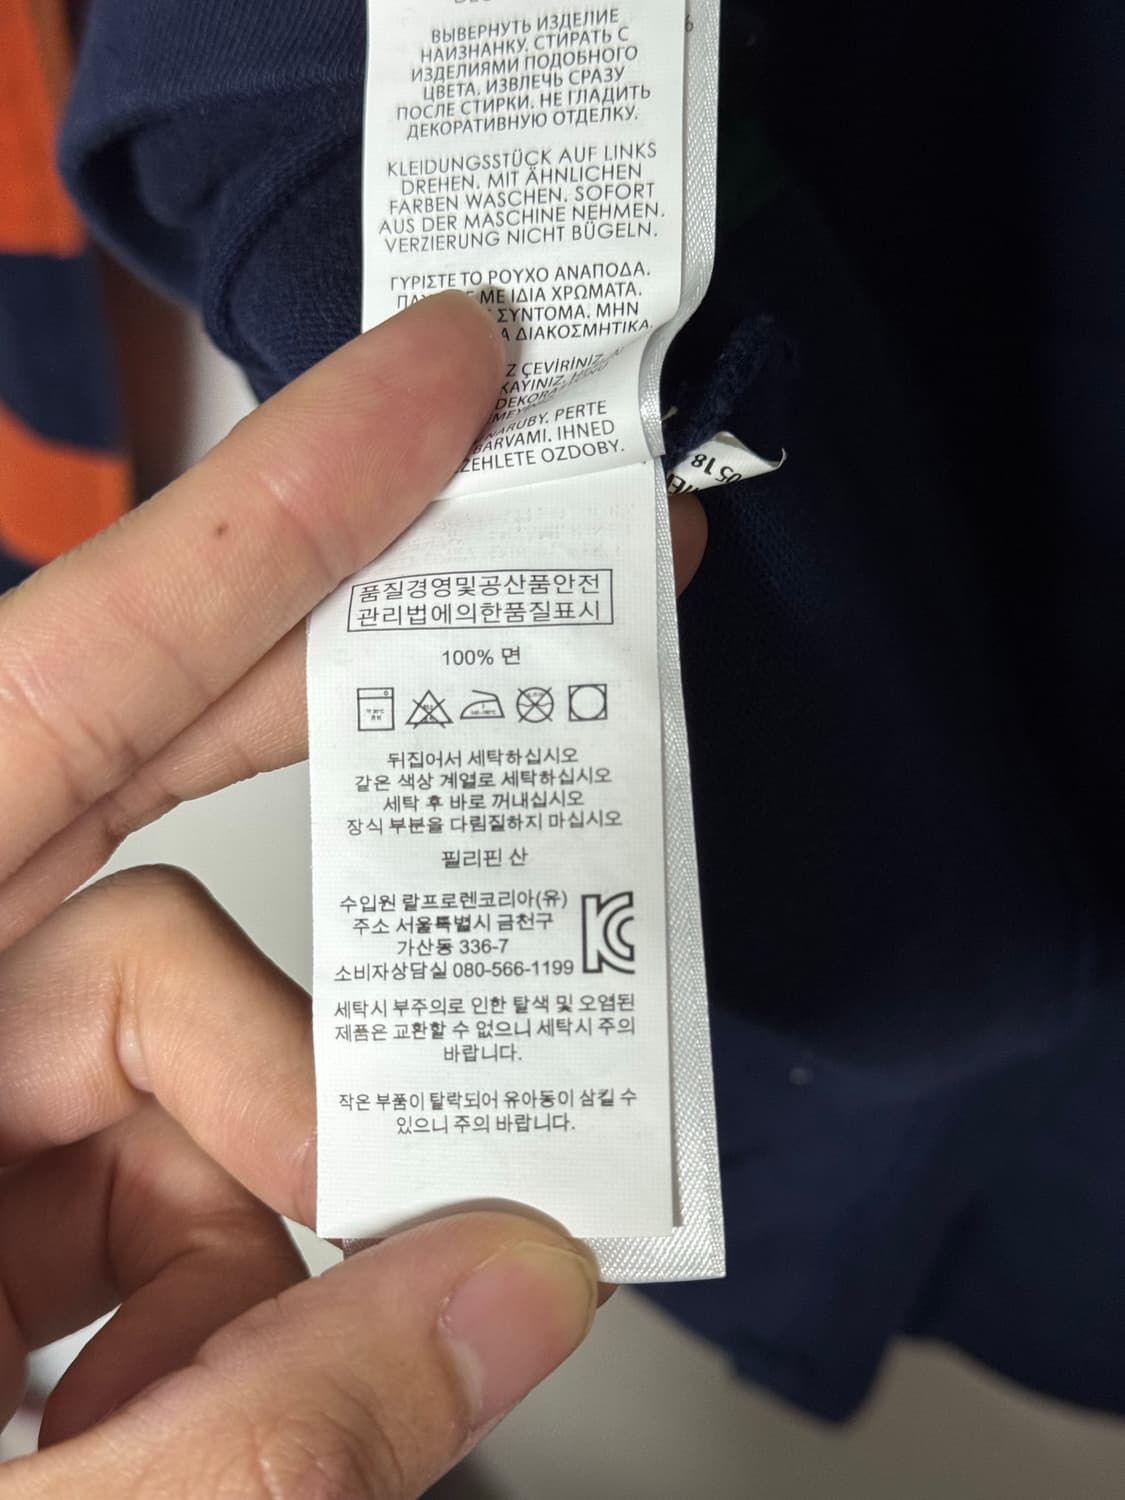 ВЫВЕРНУТЬ ИЗДЕЛИЕ
НАИЗНАНКУ. СТИРАТЬ С
ИЗДЕЛИЯМИ ПОДОБНОГО
ЦВЕТА. ИЗВЛЕЧЬ СРАЗУ
ПОСЛЕ СТИРКИ. НЕ ГЛАДИТЬ
ДЕКОРАТИВНУЮ ОТДЕЛКУ.
KLEIDUNGSSTÜCK AUF LINKS
DREHEN. MIT ÄHNLICHEN
FARBEN WASCHEN. SOFORT
AUS DER MASCHINE NEHMEN.
VERZIERUNG NICHT BÜGELN.
ΓΥΡΙΣΤΕ ΤΟ ΡΟΥΧΟ ΑΝΑΠΟΔΑ.
ΜΕ ΙΔΙΑ ΧΡΩΜΑΤΑ.
ΣΥΝΤΟΜΑ. ΜΗΝ
ΔΙΑΚΟΣΜΗΤΙΚΑ.
ÇEVİRİNİZ
NARUBY. PERTE
BARVAMI. IHNED
ŽEHLETE OZDOBY.
0518
품질경영및공산품안전
관리법에의한품질표시
100% 면
뒤집어서 세탁하십시오
같은 색상 계열로 세탁하십시오
세탁 후 바로 꺼내십시오
장식 부분을 다림질하지 마십시오
필리핀 산
수입원 랄프로렌코리아(유)
주소 서울특별시 금천구
가산동 336-7
소비자상담실 080-566-1199
세탁시 부주의로 인한 탈색 및 오염된
제품은 교환할 수 없으니 세탁시 주의
바랍니다.
작은 부품이 탈락되어 유아동이 삼킬 수
있으니 주의 바랍니다.